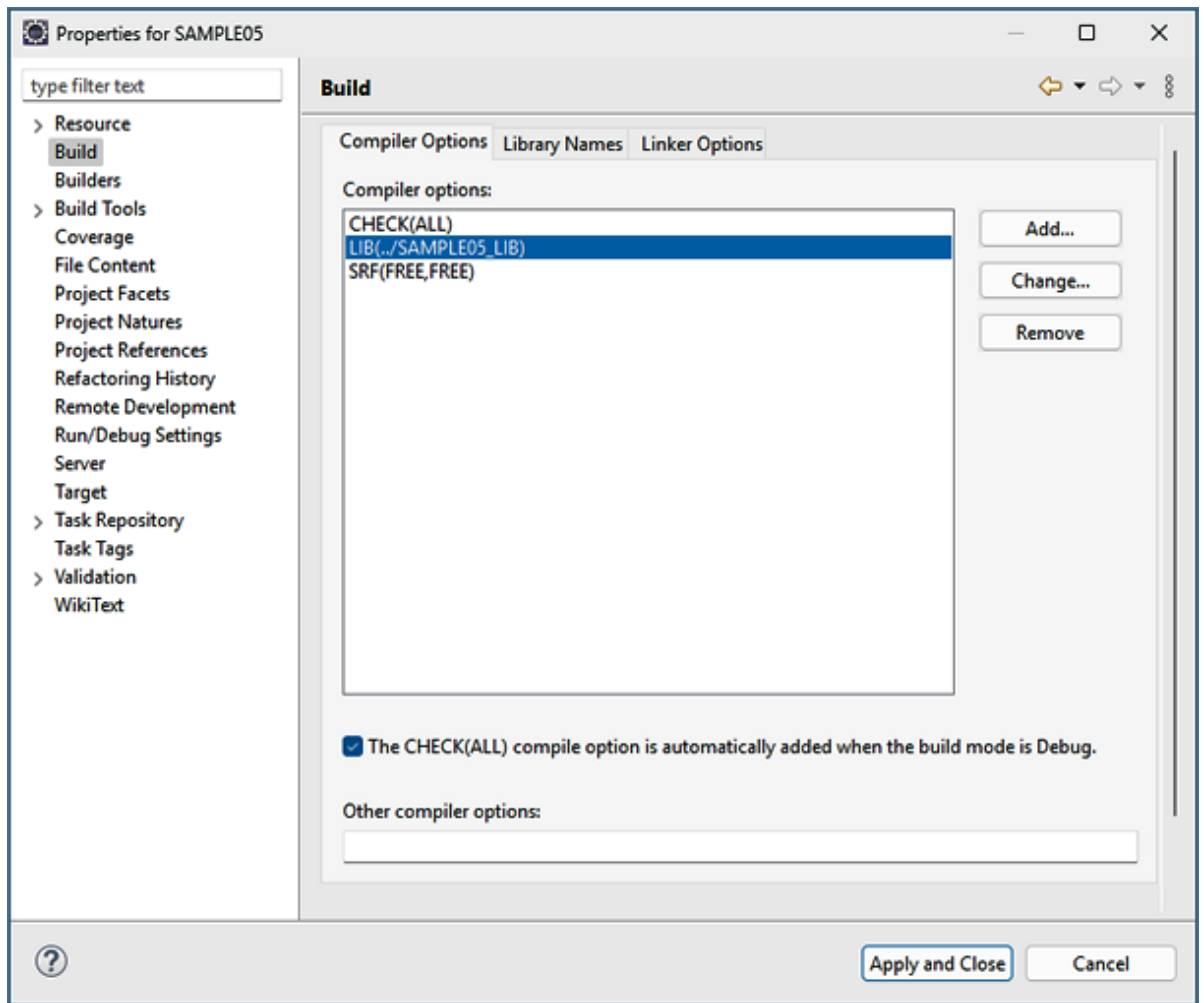 Properties for SAMPLE05
type filter text
Resource
Build
Builders
Build Tools
Coverage
File Content
Project Facets
Project Natures
Project References
Refactoring History
Remote Development
Run/Debug Settings
Server
Target
Task Repository
Task Tags
Validation
WikiText
Build
Compiler Options Library Names Linker Options
Compiler options:
CHECK(ALL)
LIB(../SAMPLE05_LIB)
SRF(FREE,FREE)
Add...
Change...
Remove
The CHECK(ALL) compile option is automatically added when the build mode is Debug.
Other compiler options:
?
Apply and Close Cancel